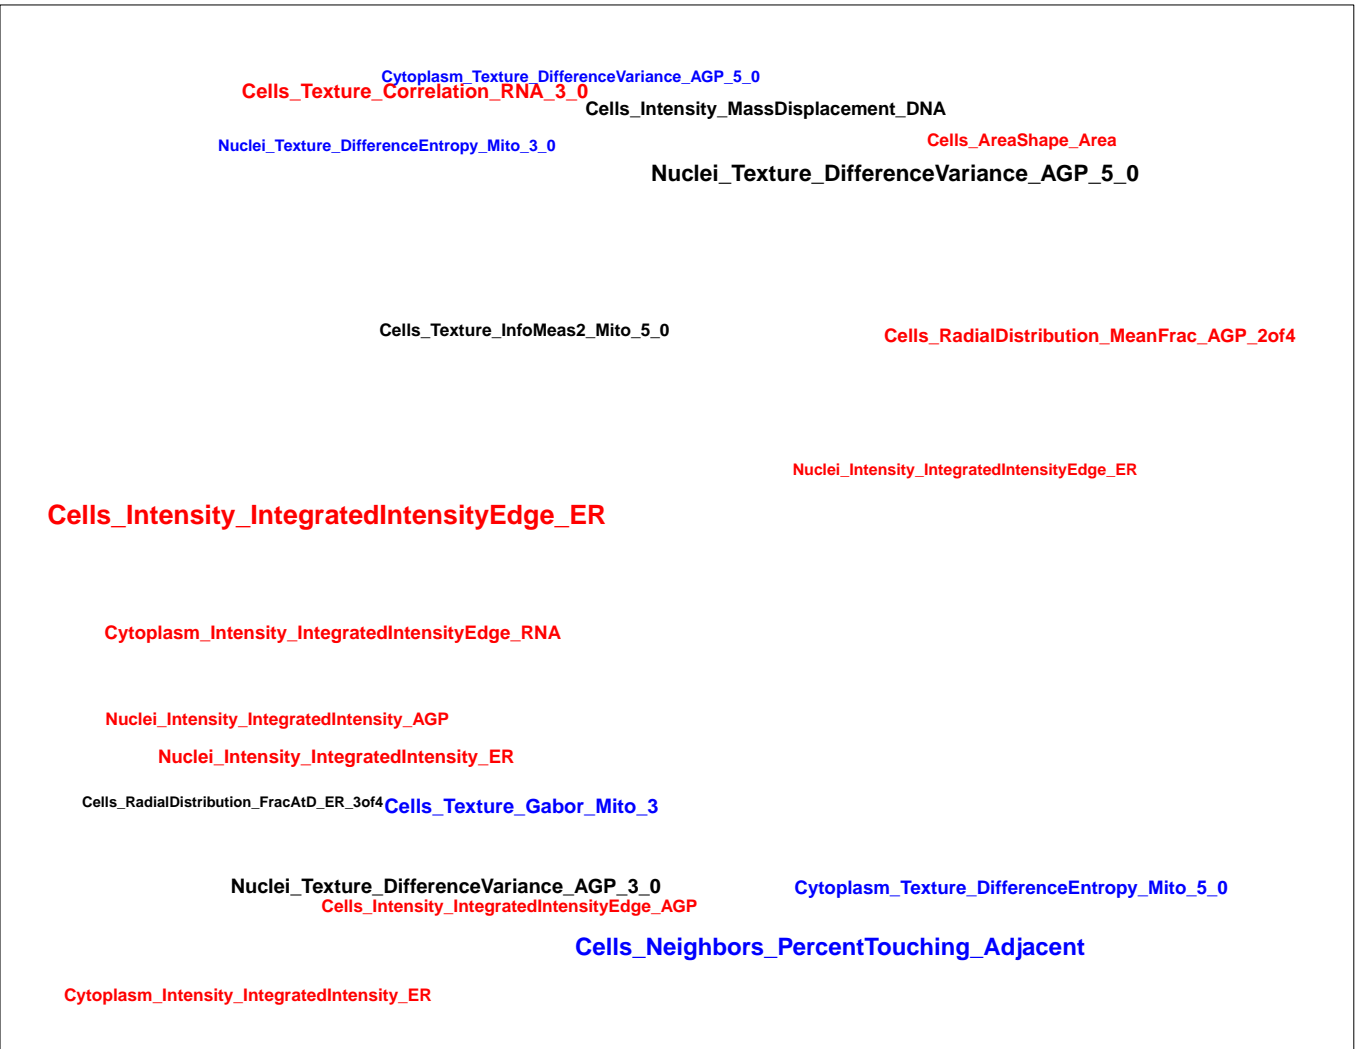 Cytoplasm_Texture_DifferenceVariance_AGP_5_0
Cells_Texture_Correlation_RNA_3_0
Cells_Intensity_MassDisplacement_DNA
Cells_AreaShape_Area
Nuclei_Texture_DifferenceEntropy_Mito_3_0
Nuclei_Texture_DifferenceVariance_AGP_5_0
Cells_Texture_InfoMeas2_Mito_5_0
Cells_RadialDistribution_MeanFrac_AGP_2of4
Nuclei_Intensity_IntegratedIntensityEdge_ER
Cells_Intensity_IntegratedIntensityEdge_ER
Cytoplasm_Intensity_IntegratedIntensityEdge_RNA
Nuclei_Intensity_IntegratedIntensity_AGP
Nuclei_Intensity_IntegratedIntensity_ER
Cells_RadialDistribution_FracAtD_ER_3of4
Cells_Texture_Gabor_Mito_3
Nuclei_Texture_DifferenceVariance_AGP_3_0
Cytoplasm_Texture_DifferenceEntropy_Mito_5_0
Cells_Intensity_IntegratedIntensityEdge_AGP
Cells_Neighbors_PercentTouching_Adjacent
Cytoplasm_Intensity_IntegratedIntensity_ER